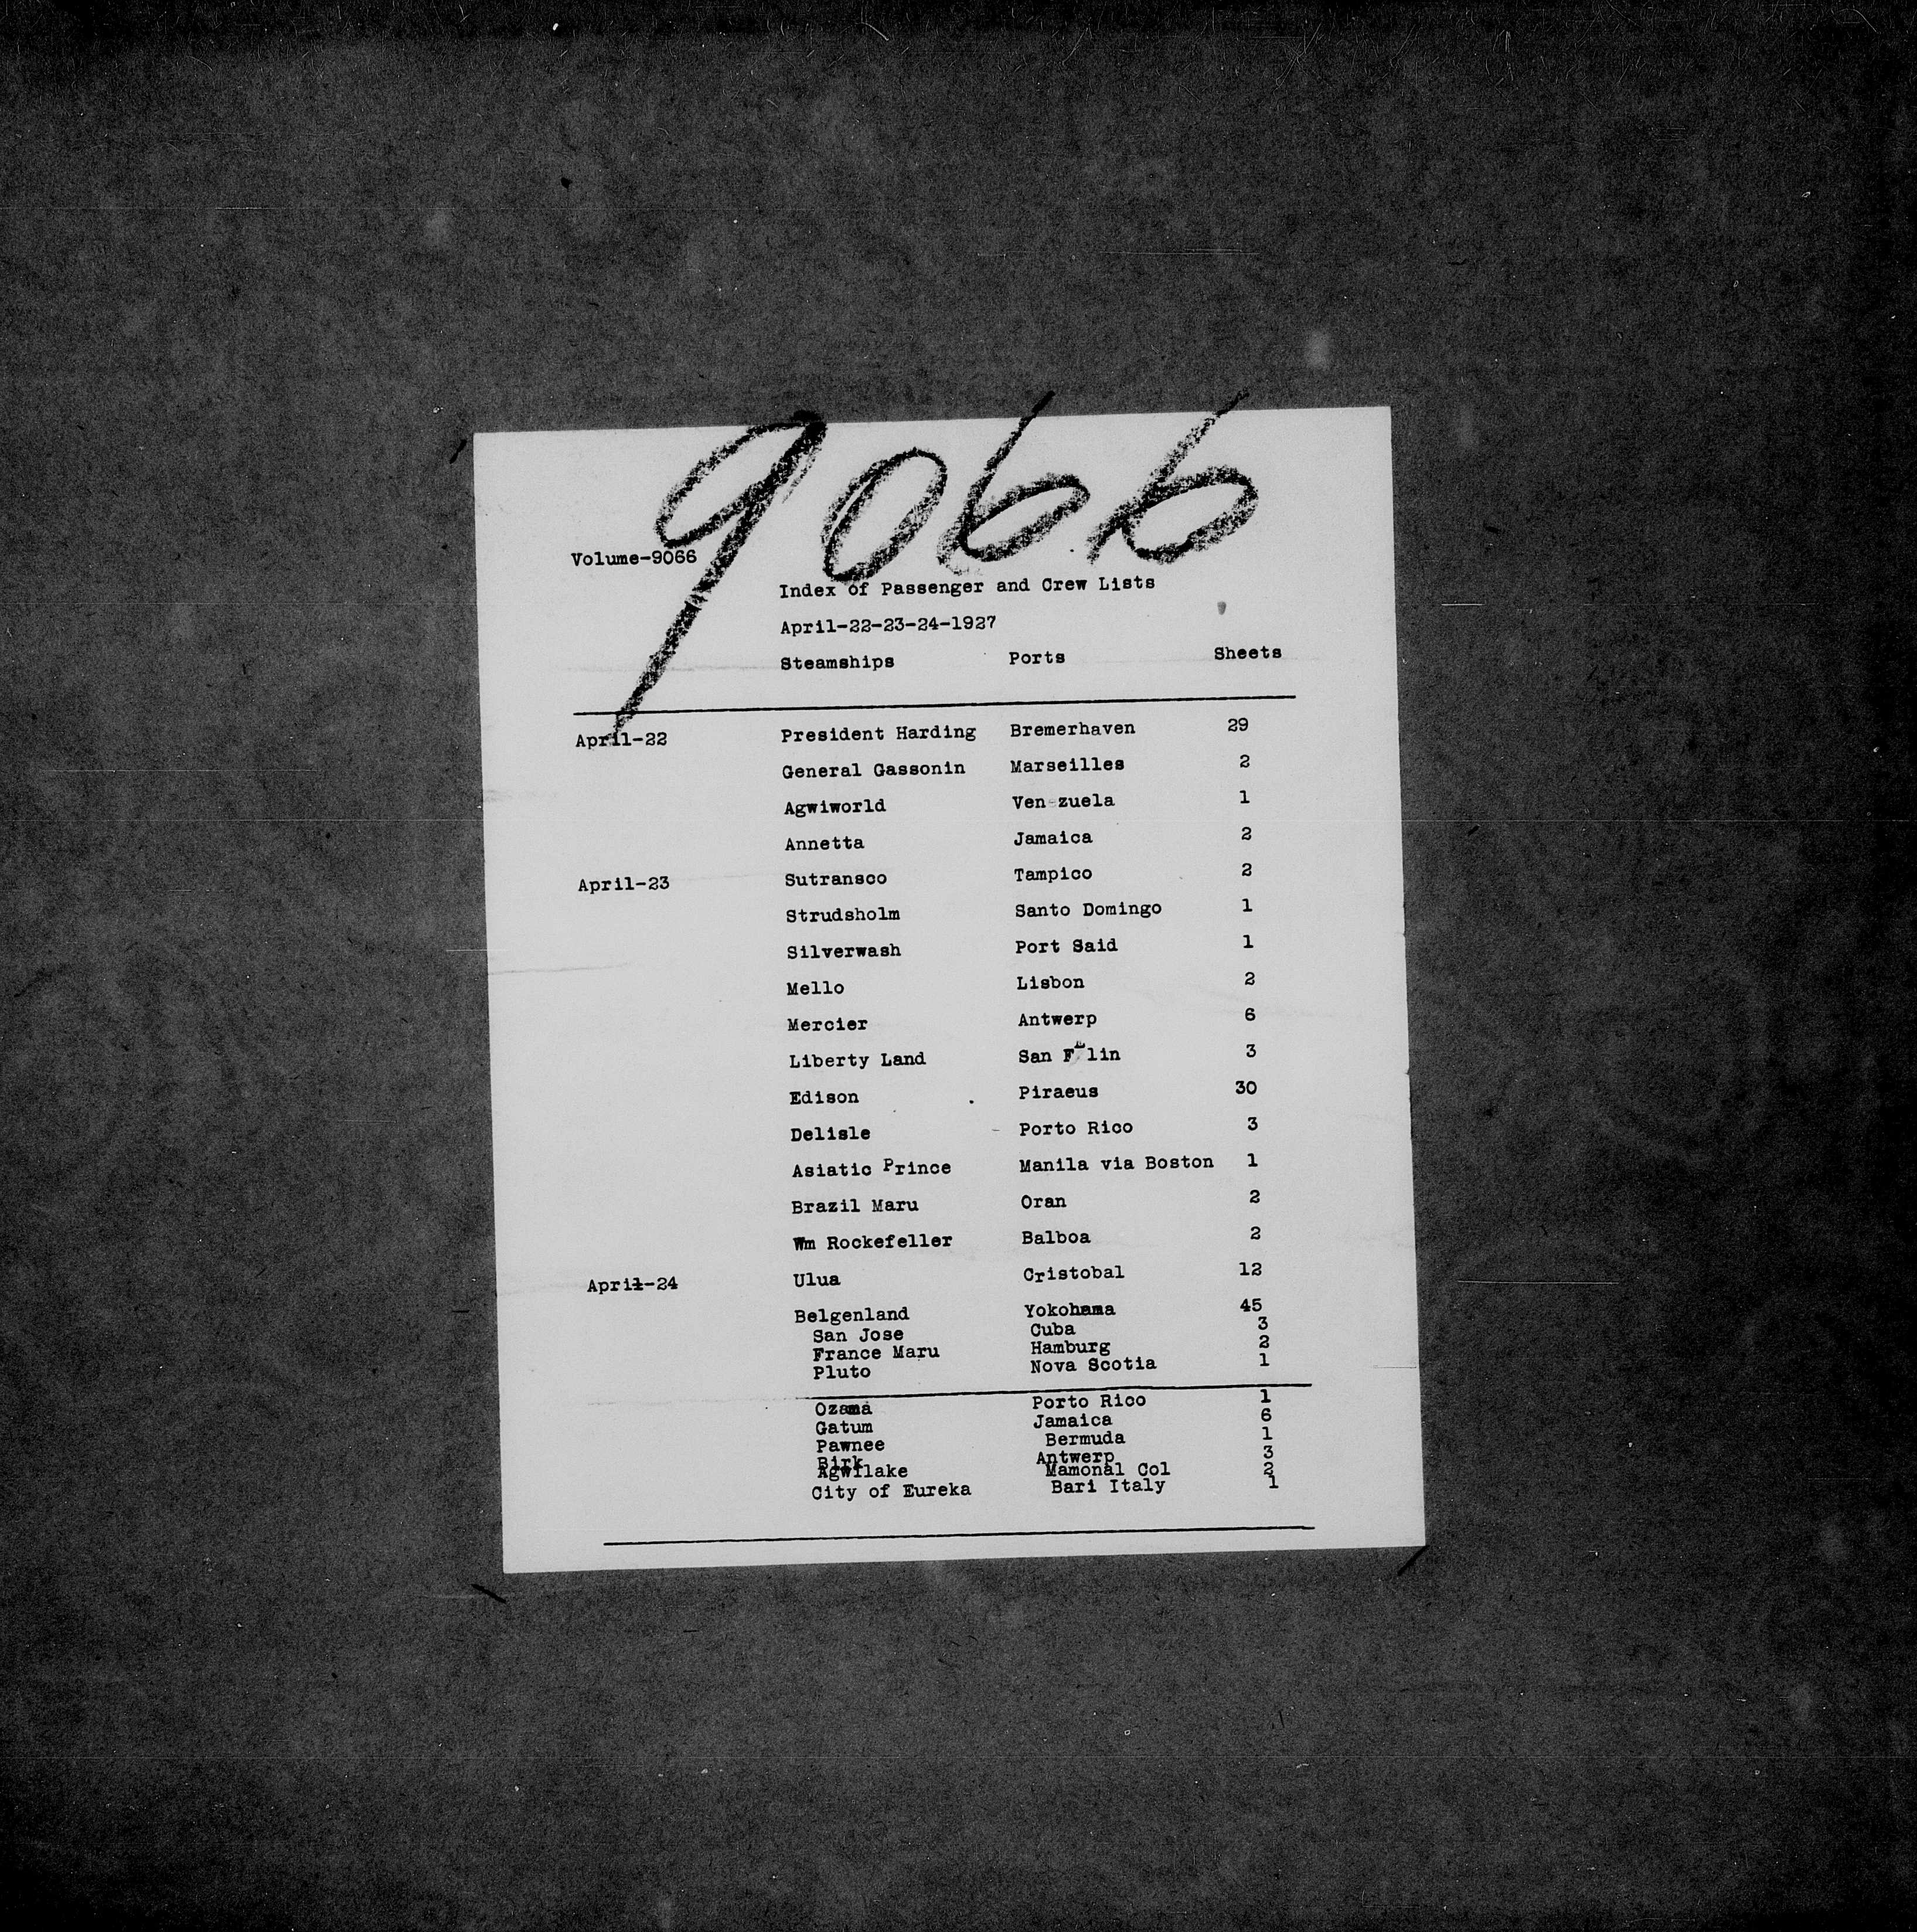 9066
Volume-9066
Index of Passenger and Crew Lists
April-22-23-24-1927
Steamships Ports Sheets
April-22 President Harding Bremerhaven 29
General Gassonin Marseilles 2
Agwiworld Ven-zuela 1
Annetta Jamaica 2
April-23 Sutransco Tampico 2
Strudsholm Santo Domingo 1
Silverwash Port Said 1
Mello Lisbon 2
Mercier Antwerp 6
Liberty Land San 3
Edison Piraeus 30
Delisle Porto Rico 3
Asiatic Prince Manila via Boston 1
Brazil Maru Oran 2
Wm Rockefeller Balboa 2
April-24 Ulua Cristobal 12
Belgenland Yokohama 45
San Jose Cuba 3
France Maru Hamburg 2
Pluto Nova Scotia 1
Ozama Porto Rico 1
Gatum Jamaica 6
Pawnee Bermuda 1
Birk Antwerp 3
Agwilake Mamonal Col 2
City of Eureka Bari Italy 1